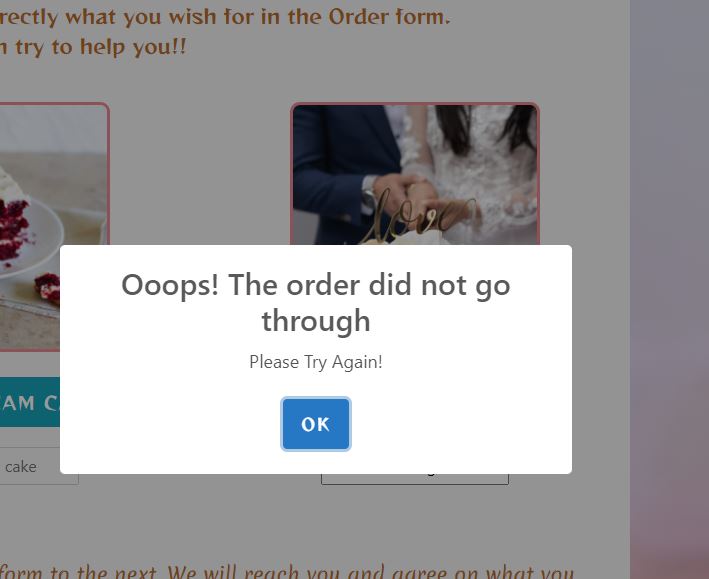 rectly what you wish for in the Order form.
n try to help you!!
love
Ooops! The order did not go
through
Please Try Again!
OK
AM C
cake
form to the next. We will reach you and agree on what you